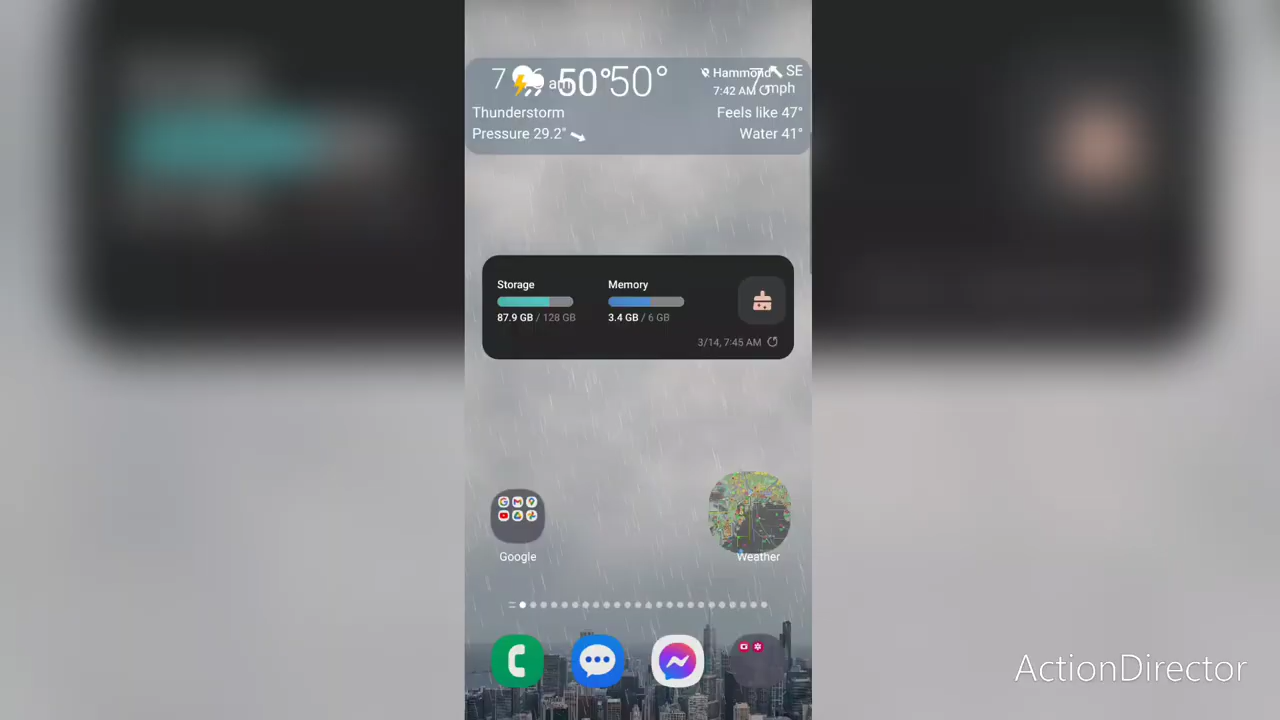 50° 50°
Hammond
7:42 AM
SE
7 mph
Thunderstorm
Feels like 47°
Pressure 29.2"
Water 41°
Storage
Memory
87.9 GB / 128 GB
3.4 GB / 6 GB
3/14, 7:45 AM
Google
Weather
ActionDirector